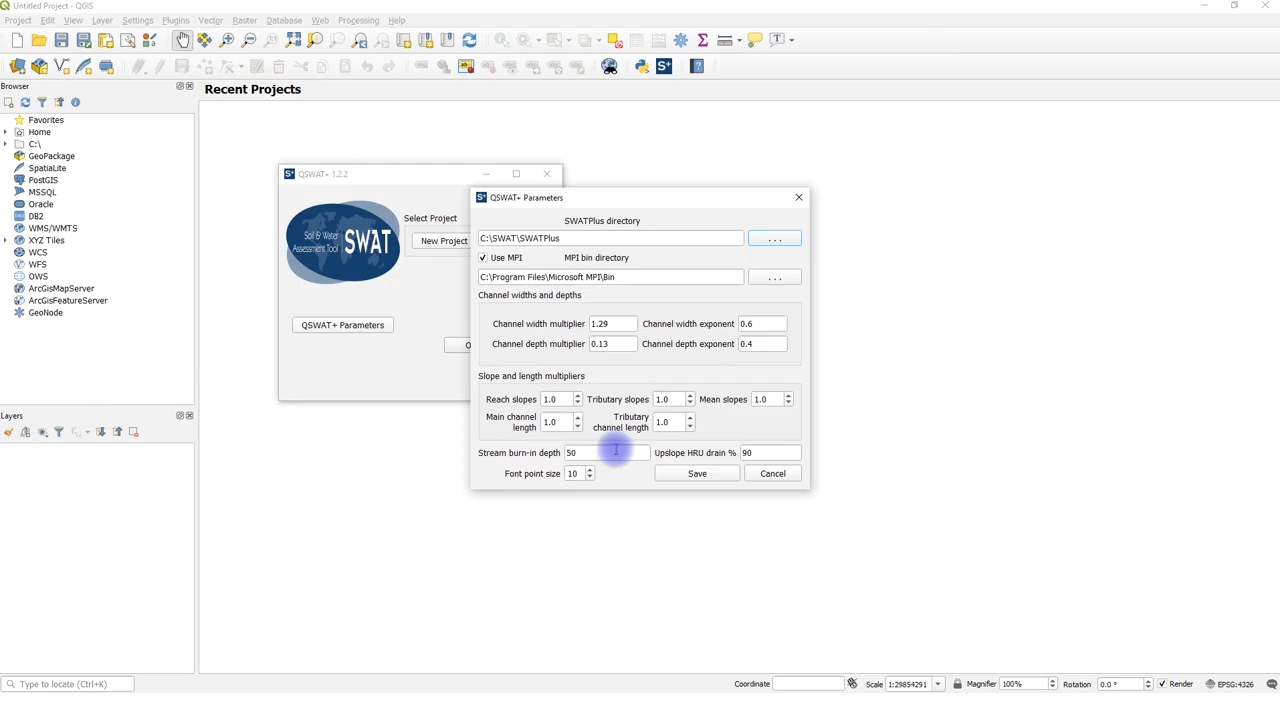 Untitled Project - QGIS
Project Edit View Layer Settings Plugins Vector Raster Database Web Processing Help
Browser
Recent Projects
Favorites
Home
C:\
GeoPackage
SpatiaLite
PostGIS
MSSQL
Oracle
DB2
WMS/WMTS
XYZ Tiles
WCS
WFS
OWS
ArcGisMapServer
ArcGisFeatureServer
GeoNode
Layers
S+ QSWAT+ 1.2.2
Soil & Water
Assessment Tool SWAT
Select Project
New Project
QSWAT+ Parameters
O
S+ QSWAT+ Parameters
SWATPlus directory
C:\SWAT\SWATPlus ...
Use MPI MPI bin directory
C:\Program Files\Microsoft MPI\Bin ...
Channel widths and depths
Channel width multiplier 1.29 Channel width exponent 0.6
Channel depth multiplier 0.13 Channel depth exponent 0.4
Slope and length multipliers
Reach slopes 1.0 Tributary slopes 1.0 Mean slopes 1.0
Main channel length 1.0 Tributary channel length 1.0
Stream burn-in depth 50 Upslope HRU drain % 90
Font point size 10 Save Cancel
Type to locate (Ctrl+K) Coordinate Scale 1:29854291 Magnifier 100% Rotation 0.0 ° Render EPSG:4326